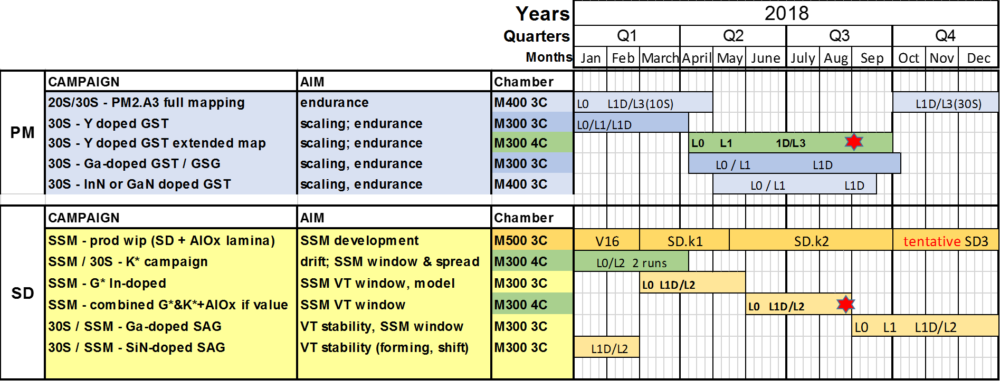 Years 2018
Quarters Q1 Q2 Q3 Q4
Months Jan Feb March April May June July Aug Sep Oct Nov Dec
PM
CAMPAIGN AIM Chamber
20S/30S - PM2.A3 full mapping endurance M400 3C L0 L1D/L3(10S) L1D/L3(30S)
30S - Y doped GST scaling; endurance M300 3C L0/L1/L1D
30S - Y doped GST extended map scaling; endurance M300 4C L0 L1 1D/L3
30S - Ga-doped GST / GSG scaling, endurance M300 3C L0 / L1 L1D
30S - InN or GaN doped GST scaling, endurance M400 3C L0 / L1 L1D
SD
CAMPAIGN AIM Chamber
SSM - prod wip (SD + AlOx lamina) SSM development M500 3C V16 SD.k1 SD.k2 tentative SD3
SSM / 30S - K* campaign drift; SSM window & spread M300 4C L0/L2 2 runs
SSM - G* In-doped SSM VT window, model M300 3C L0 L1D/L2
SSM - combined G*&K*+AlOx if value SSM VT window M300 4C L0 L1D/L2
30S / SSM - Ga-doped SAG VT stability, SSM window M300 3C L0 L1 L1D/L2
30S / SSM - SiN-doped SAG VT stability (forming, shift) M300 3C L1D/L2